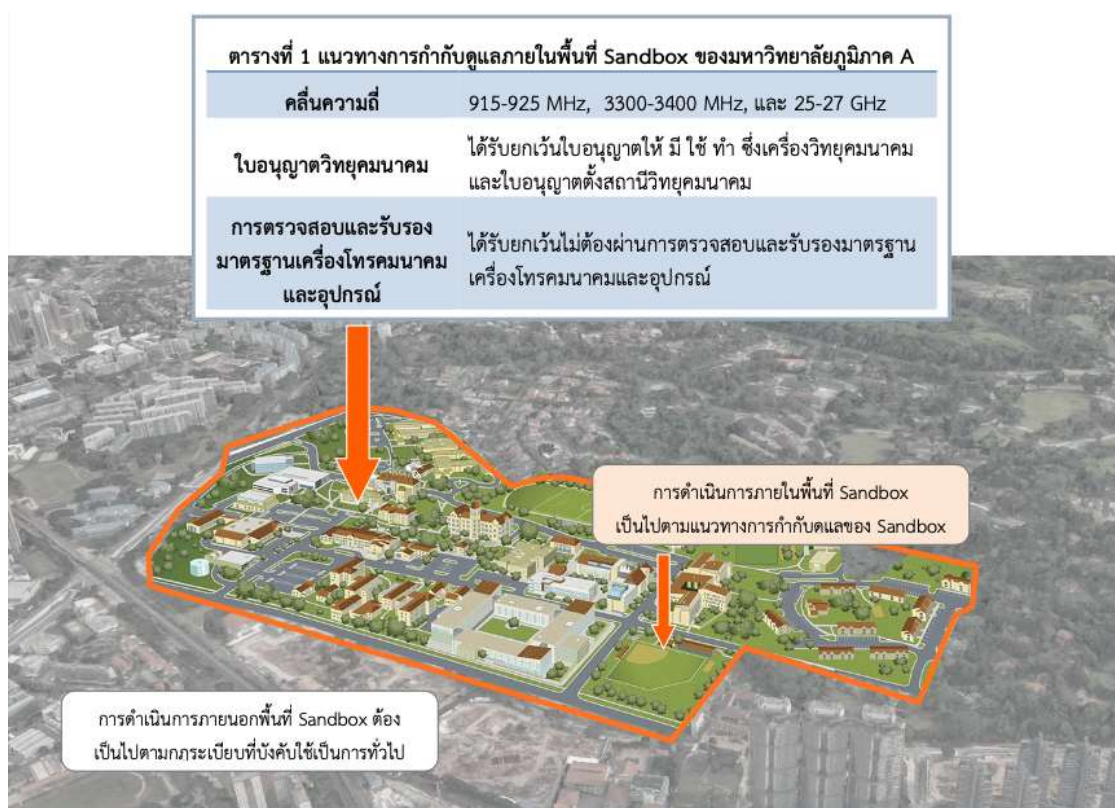 ตารางที่ 1 แนวทางการกำกับดูแลภายในพื้นที่ Sandbox ของมหาวิทยาลัยภูมิภาค A
คลื่นความถี่ 915-925 MHz, 3300-3400 MHz, และ 25-27 GHz
ใบอนุญาตวิทยุคมนาคม
ได้รับยกเว้นใบอนุญาตให้ มี ใช้ ทำ ซึ่งเครื่องวิทยุคมนาคม
และใบอนุญาตตั้งสถานีวิทยุคมนาคม
การตรวจสอบและรับรอง
มาตรฐานเครื่องโทรคมนาคม
และอุปกรณ์
ได้รับยกเว้นไม่ต้องผ่านการตรวจสอบและรับรองมาตรฐาน
เครื่องโทรคมนาคมและอุปกรณ์
การดำเนินการภายในพื้นที่ Sandbox
เป็นไปตามแนวทางการกำกับดูแลของ Sandbox
การดำเนินการภายนอกพื้นที่ Sandbox ต้อง
เป็นไปตามกฎระเบียบที่บังคับใช้เป็นการทั่วไป